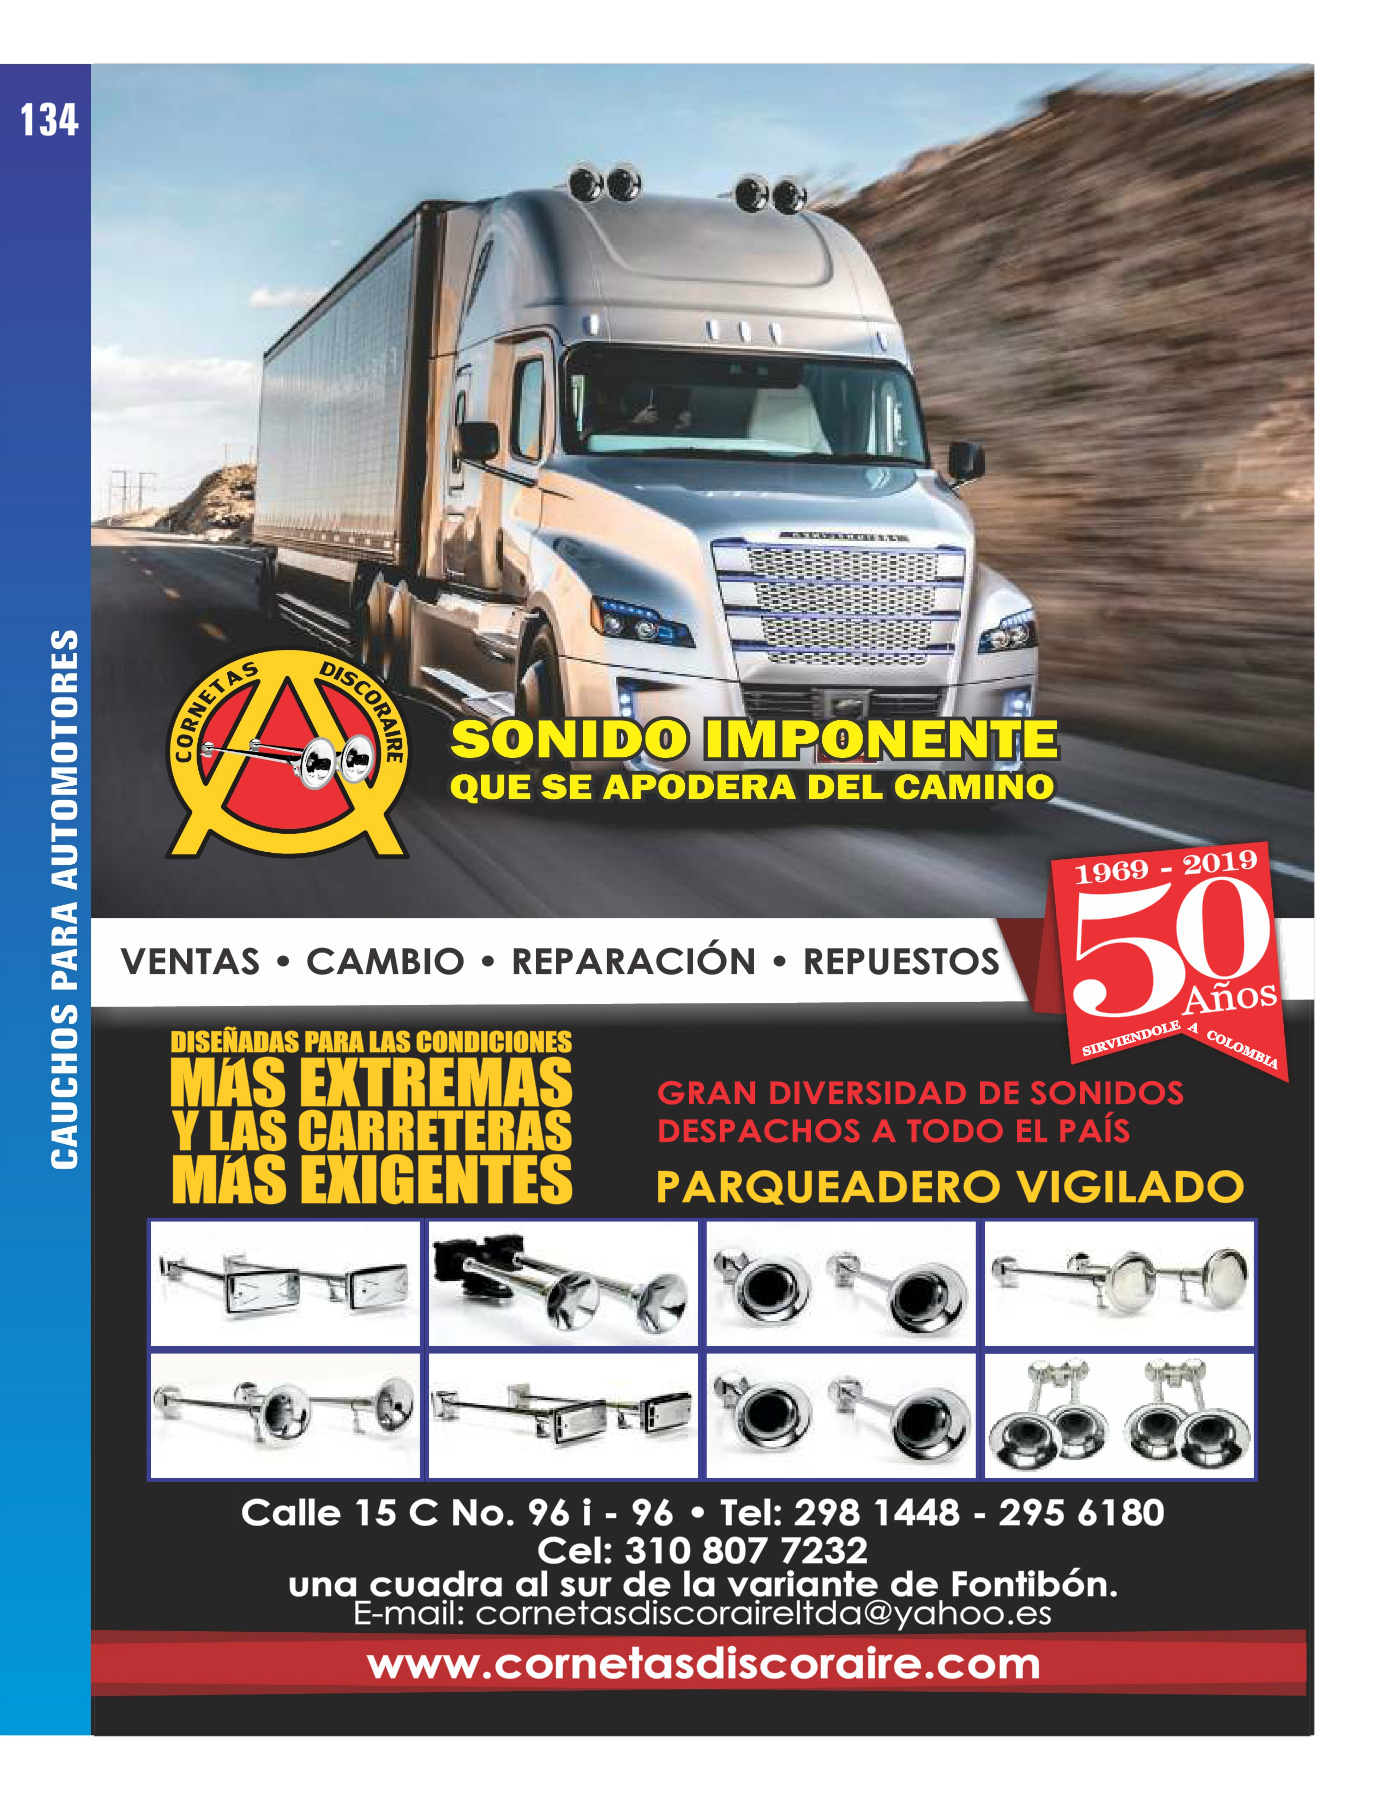 134
CAUCHOS PARA AUTOMOTORES
CORNETAS DISCORAIRE
SONIDO IMPONENTE
QUE SE APODERA DEL CAMINO
1969 - 2019
50
Años
SIRVIENDOLE A COLOMBIA
VENTAS • CAMBIO • REPARACIÓN • REPUESTOS
DISEÑADAS PARA LAS CONDICIONES
MÁS EXTREMAS
Y LAS CARRETERAS
MÁS EXIGENTES
GRAN DIVERSIDAD DE SONIDOS
DESPACHOS A TODO EL PAÍS
PARQUEADERO VIGILADO
Calle 15 C No. 96 i - 96 • Tel: 298 1448 - 295 6180
Cel: 310 807 7232
una cuadra al sur de la variante de Fontibón.
E-mail: cornetasdiscoraireltda@yahoo.es
www.cornetasdiscoraire.com